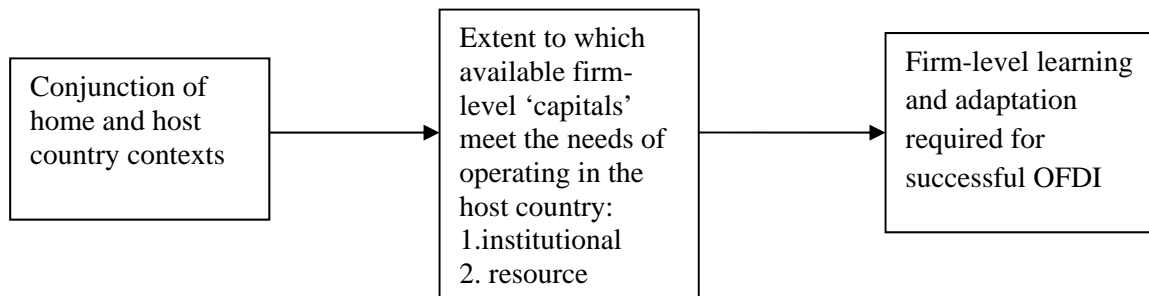 Conjunction of
home and host
country contexts
Extent to which
available firm-
level ‘capitals’
meet the needs of
operating in the
host country:
1.institutional
2. resource
Firm-level learning
and adaptation
required for
successful OFDI